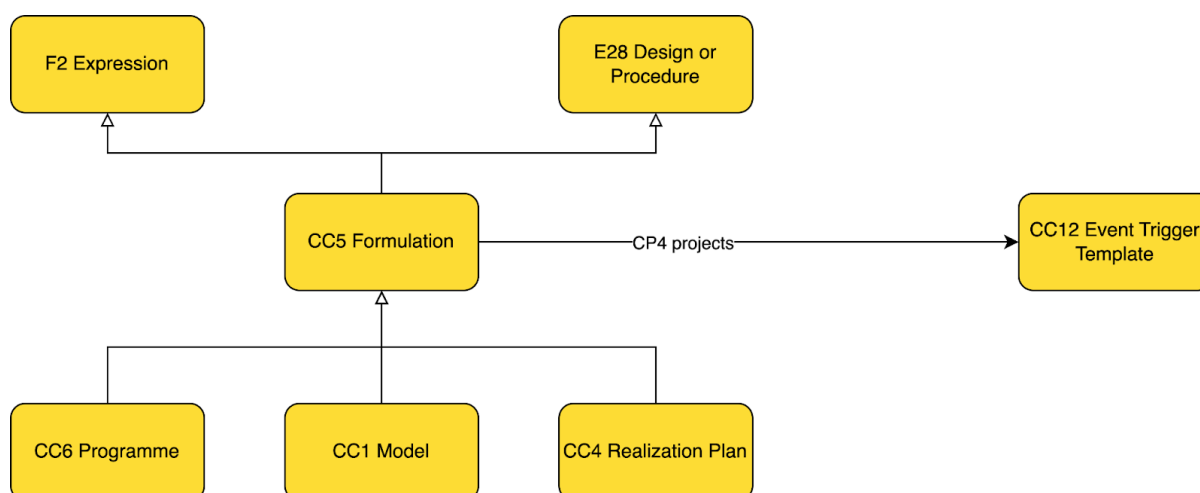 F2 Expression
E28 Design or
Procedure
CC5 Formulation
CP4 projects
CC12 Event Trigger
Template
CC6 Programme
CC1 Model
CC4 Realization Plan